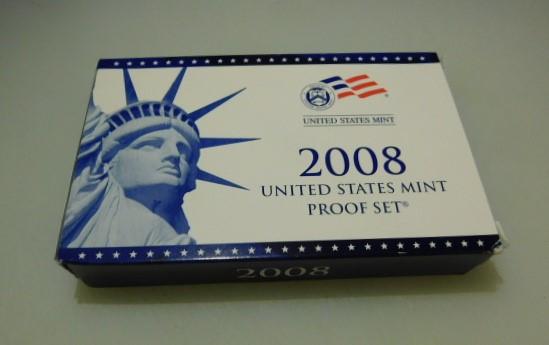 UNITED STATES MINT
2008
UNITED STATES MINT
PROOF SET®
2008